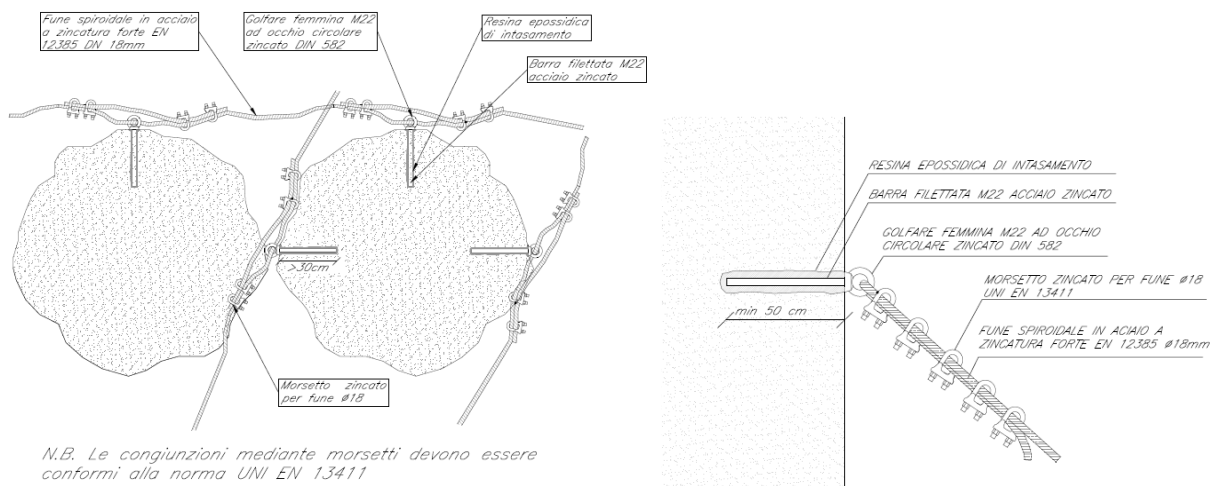 Fune spiroidale in acciaio
a zincatura forte EN
12385 DN 18mm
Golfare femmina M22
ad occhio circolare
zincato DIN 582
Resina epossidica
di intasamento
Barra filettata M22
acciaio zincato
>30cm
Morsetto zincato
per fune ø18
N.B. Le congiunzioni mediante morsetti devono essere
conformi alla norma UNI EN 13411
RESINA EPOSSIDICA DI INTASAMENTO
BARRA FILETTATA M22 ACCIAIO ZINCATO
GOLFARE FEMMINA M22 AD OCCHIO
CIRCOLARE ZINCATO DIN 582
MORSETTO ZINCATO PER FUNE ø18
UNI EN 13411
min 50 cm
FUNE SPIROIDALE IN ACIAIO A
ZINCATURA FORTE EN 12385 ø18mm